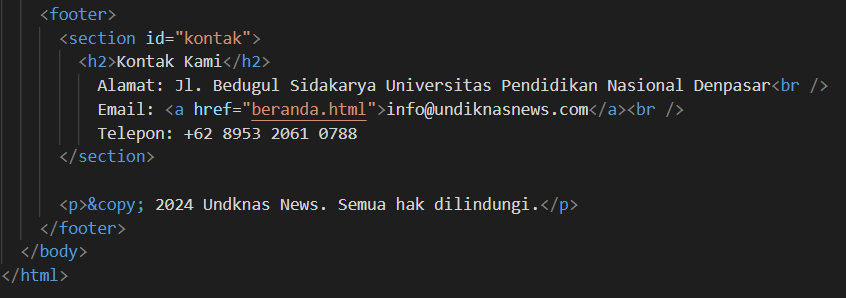 <footer>
<section id="kontak">
<h2>Kontak Kami</h2>
Alamat: Jl. Bedugul Sidakarya Universitas Pendidikan Nasional Denpasar<br />
Email: <a href="beranda.html">info@undiknasnews.com</a><br />
Telepon: +62 8953 2061 0788
</section>
<p>&copy; 2024 Undknas News. Semua hak dilindungi.</p>
</footer>
</body>
</html>